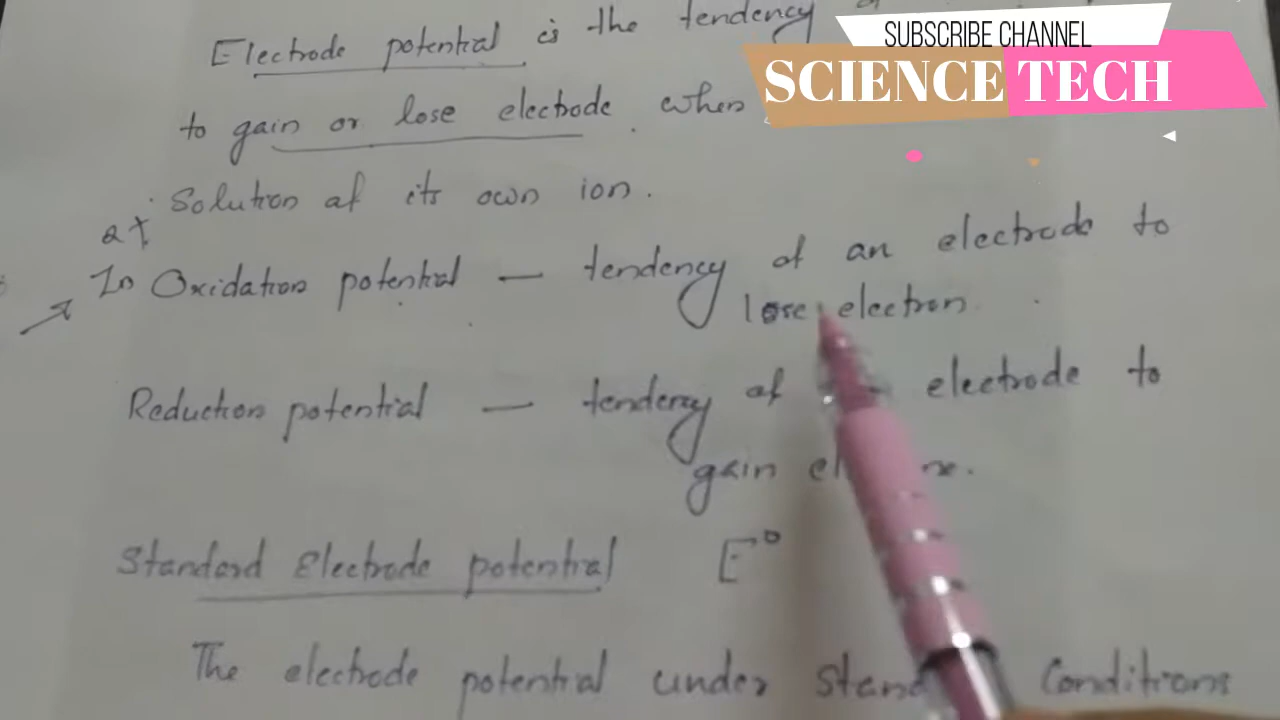 SUBSCRIBE CHANNEL
SCIENCE TECH
Electrode potential is the tendency
to gain or lose electrode when
Solution of its own ion.
In Oxidation potential — tendency of an electrode to
lose electron
Reduction potential — tendency of electrode to
gain
Standard Electrode potential E°
The electrode potential under Conditions